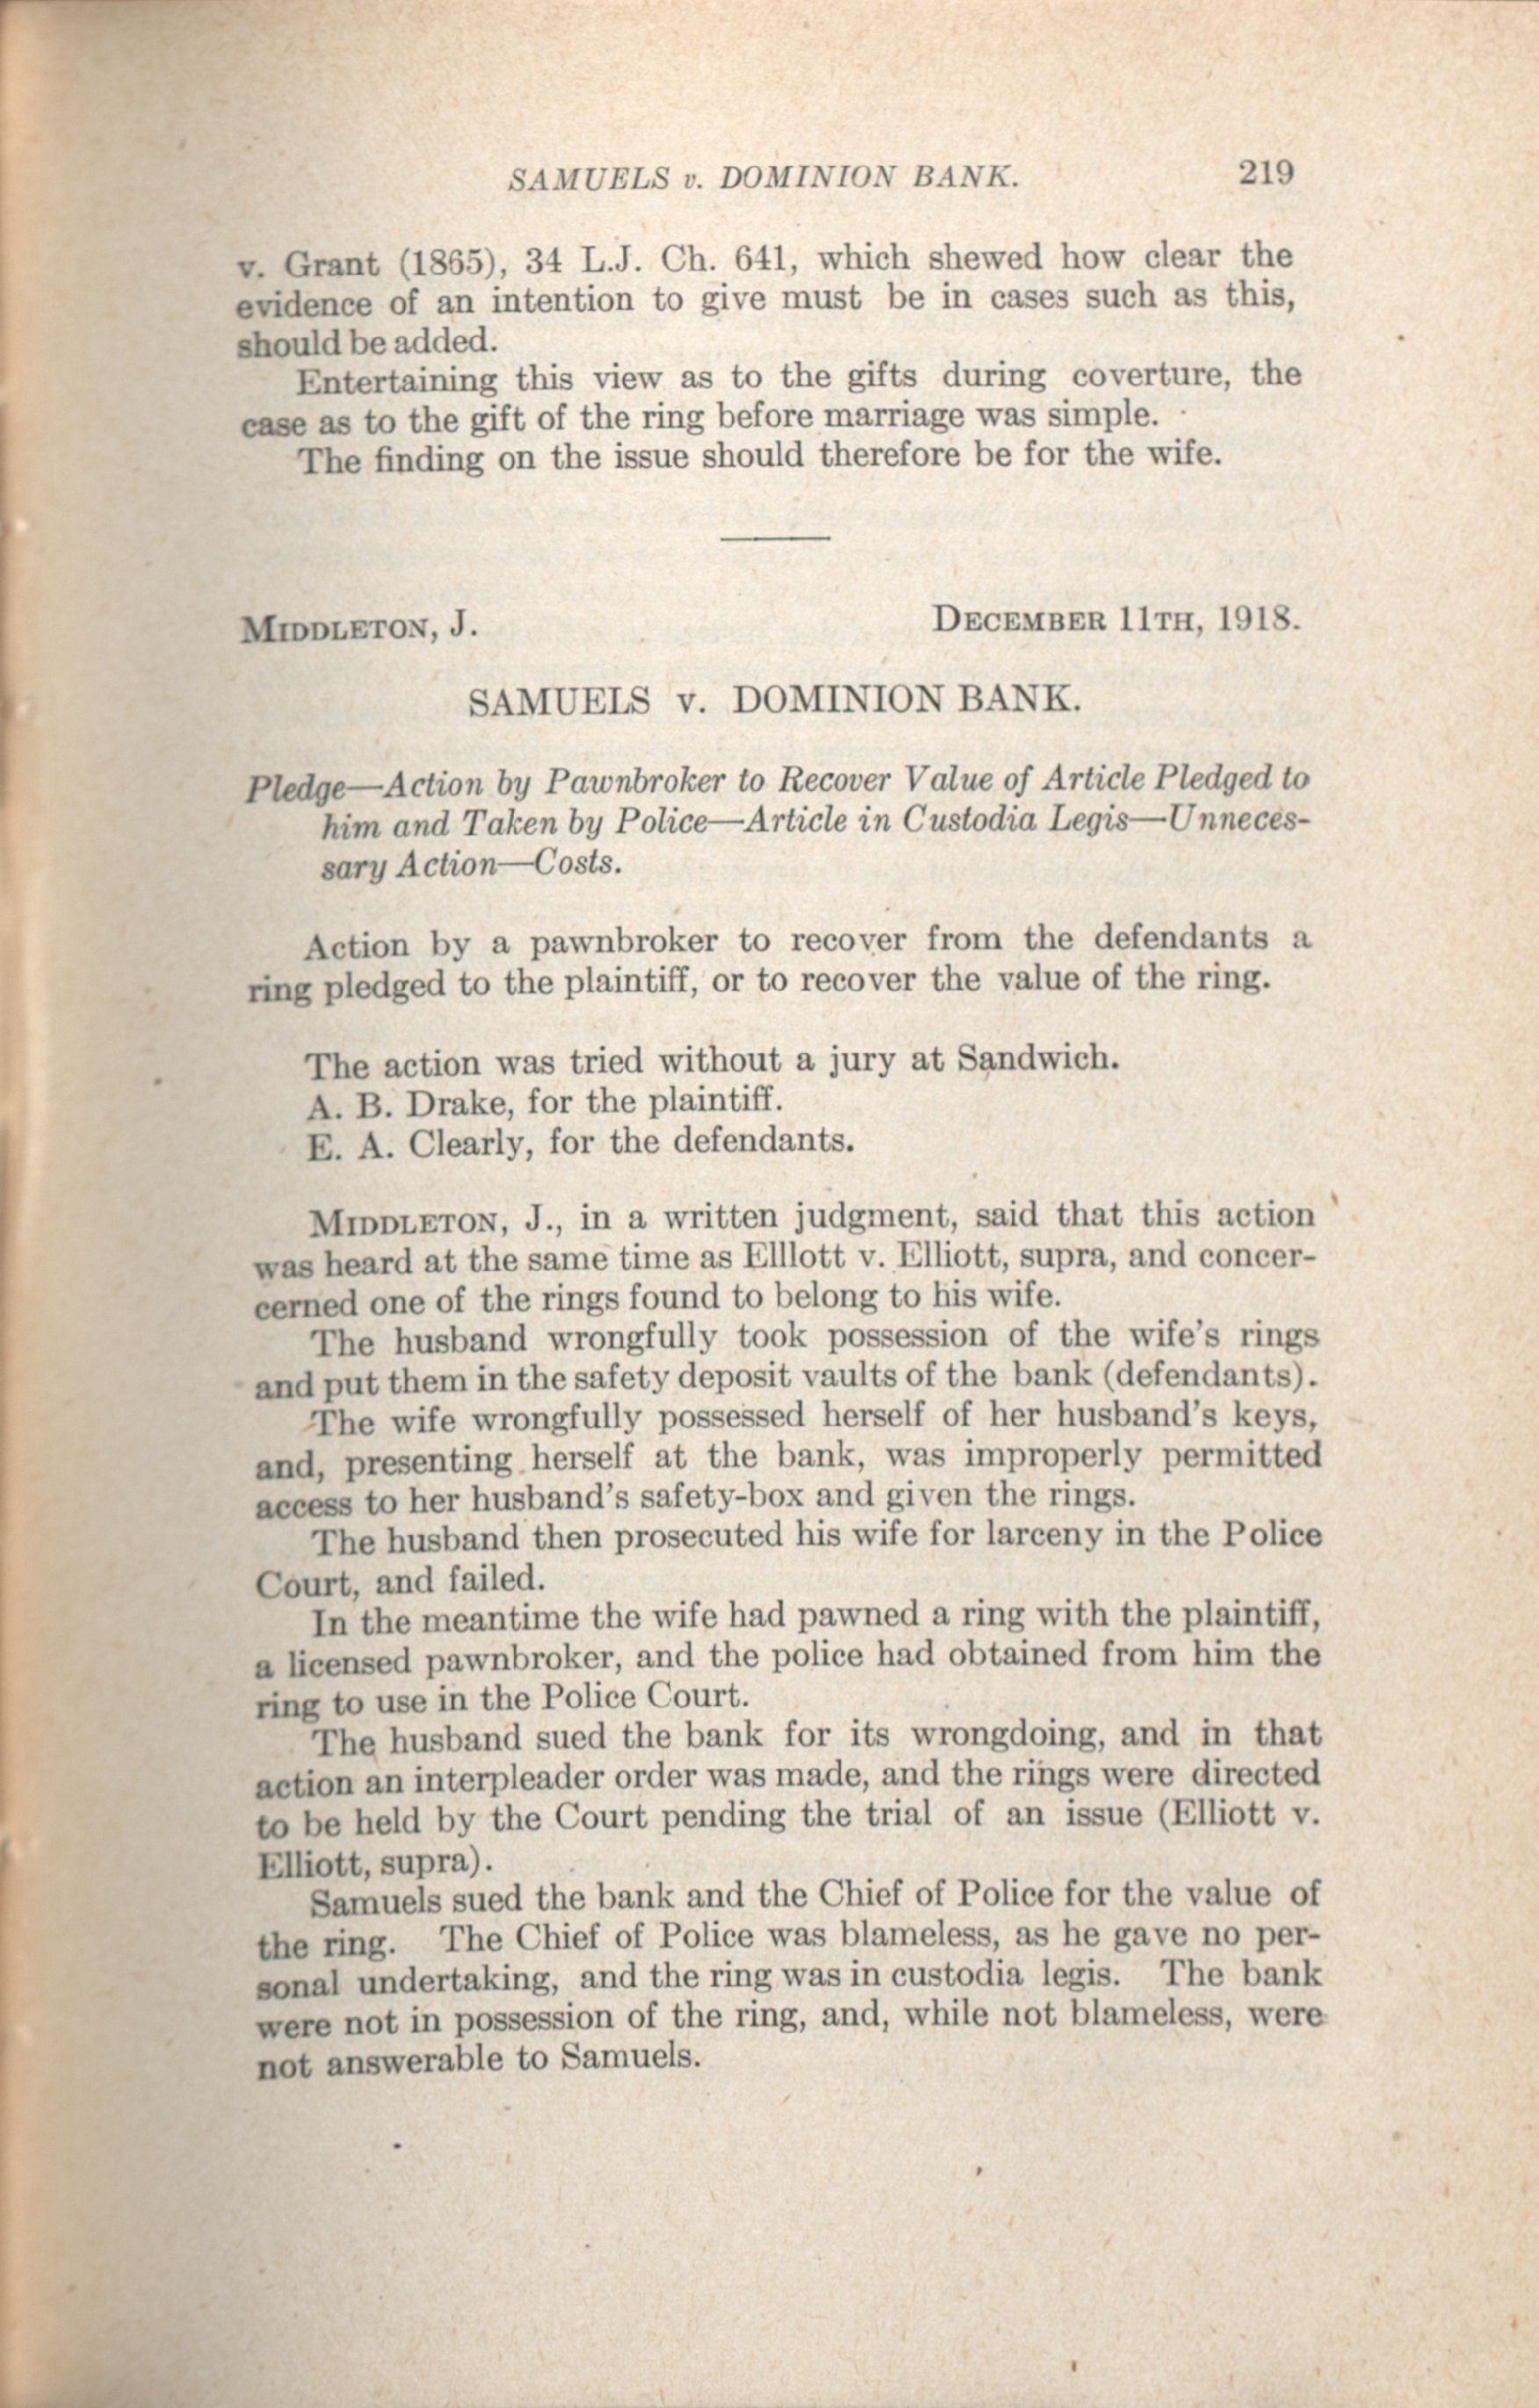 SAMUELS v. DOMINION BANK. 219
v. Grant (1865), 34 L.J. Ch. 641, which shewed how clear the
evidence of an intention to give must be in cases such as this,
should be added.
Entertaining this view as to the gifts during coverture, the
case as to the gift of the ring before marriage was simple.
The finding on the issue should therefore be for the wife.
MIDDLETON, J. DECEMBER 11TH, 1918.
SAMUELS v. DOMINION BANK.
Pledge—Action by Pawnbroker to Recover Value of Article Pledged to
him and Taken by Police—Article in Custodia Legis—Unneces-
sary Action—Costs.
Action by a pawnbroker to recover from the defendants a
ring pledged to the plaintiff, or to recover the value of the ring.
The action was tried without a jury at Sandwich.
A. B. Drake, for the plaintiff.
E. A. Clearly, for the defendants.
MIDDLETON, J., in a written judgment, said that this action
was heard at the same time as Elllott v. Elliott, supra, and concer-
cerned one of the rings found to belong to his wife.
The husband wrongfully took possession of the wife's rings
and put them in the safety deposit vaults of the bank (defendants).
The wife wrongfully possessed herself of her husband's keys,
and, presenting herself at the bank, was improperly permitted
access to her husband's safety-box and given the rings.
The husband then prosecuted his wife for larceny in the Police
Court, and failed.
In the meantime the wife had pawned a ring with the plaintiff,
a licensed pawnbroker, and the police had obtained from him the
ring to use in the Police Court.
The husband sued the bank for its wrongdoing, and in that
action an interpleader order was made, and the rings were directed
to be held by the Court pending the trial of an issue (Elliott v.
Elliott, supra).
Samuels sued the bank and the Chief of Police for the value of
the ring. The Chief of Police was blameless, as he gave no per-
sonal undertaking, and the ring was in custodia legis. The bank
were not in possession of the ring, and, while not blameless, were
not answerable to Samuels.